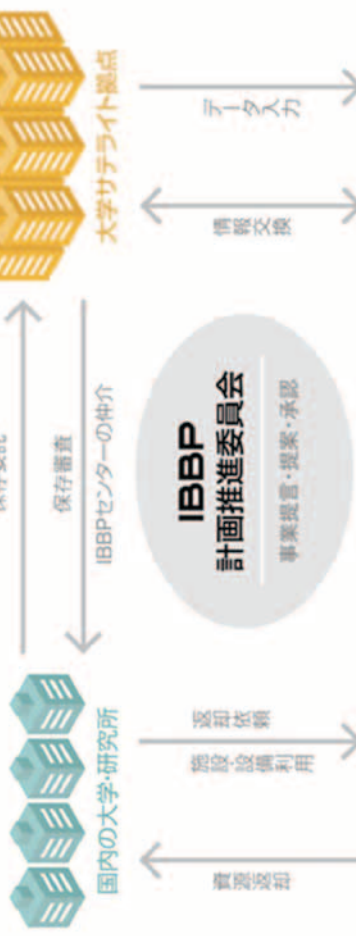 大学サテライト拠点
データ入力
情報交換
保存審査
IBBPセンターの仲介
IBBP
計画推進委員会
事業提言・提案・承認
国内の大学・研究所
返却依頼
施設・設備利用
資源返却